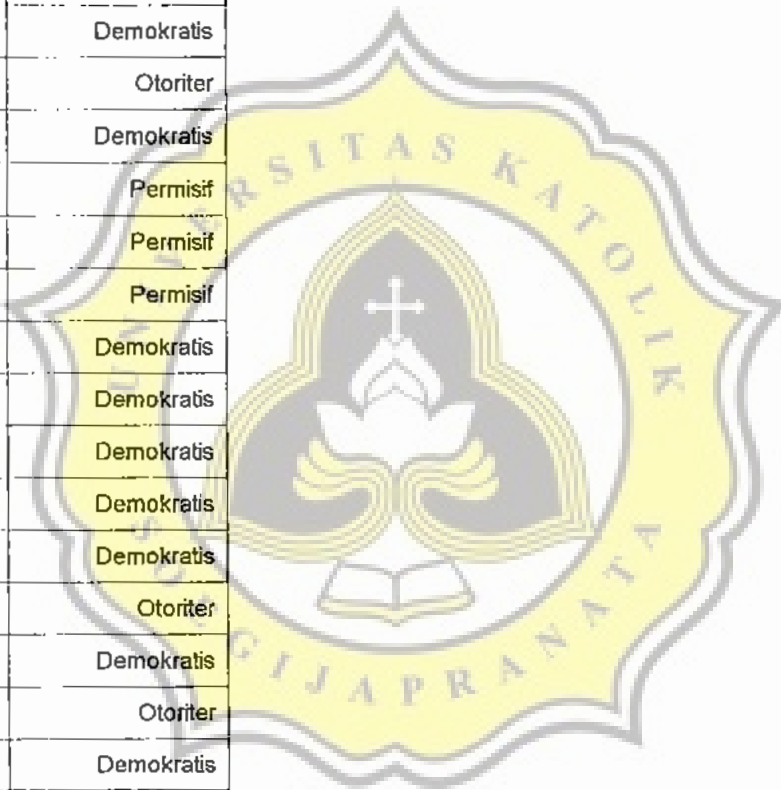 Demokratis
Otoriter
Demokratis
Permisif
Permisif
Permisif
Demokratis
Demokratis
Demokratis
Demokratis
Demokratis
Otoriter
Demokratis
Otoriter
Demokratis
UNIVERSITAS KATOLIK
SOEGIJAPRANATA